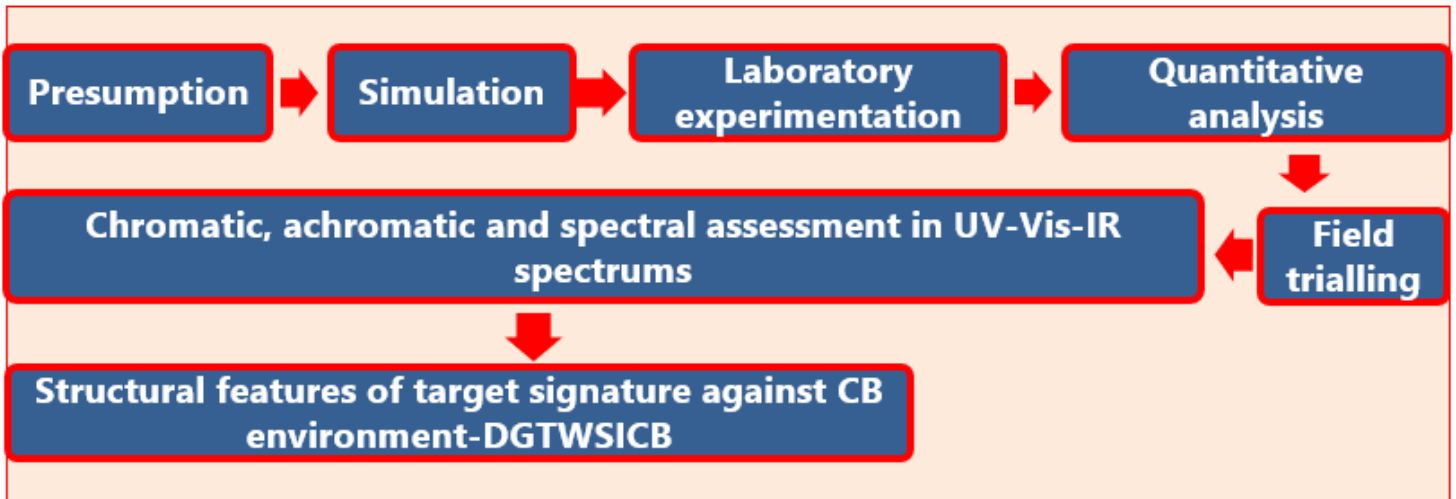 Presumption
Simulation
Laboratory
experimentation
Quantitative
analysis
Field
trialling
Chromatic, achromatic and spectral assessment in UV-Vis-IR
spectrums
Structural features of target signature against CB
environment-DGTWSICB